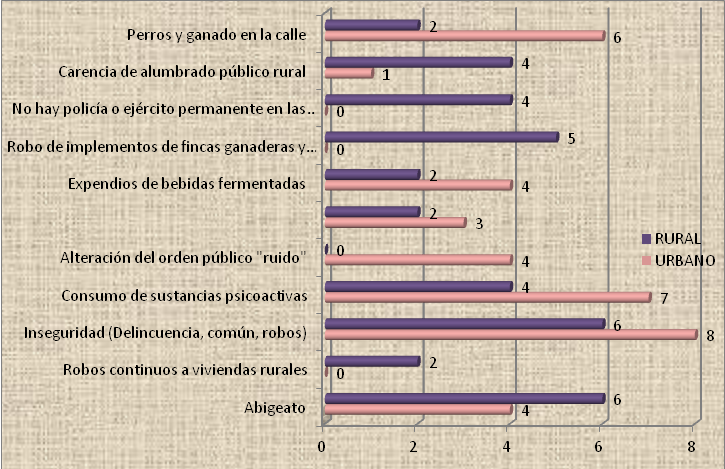 Perros y ganado en la calle
2
6
Carencia de alumbrado público rural
4
1
No hay policía o ejército permanente en las..
4
0
Robo de implementos de fincas ganaderas y...
5
0
Expendios de bebidas fermentadas
2
4
2
3
Alteración del orden público "ruido"
0
4
Consumo de sustancias psicoactivas
4
7
Inseguridad (Delincuencia, común, robos)
6
8
Robos continuos a viviendas rurales
2
0
Abigeato
6
4
0 2 4 6 8
RURAL
URBANO